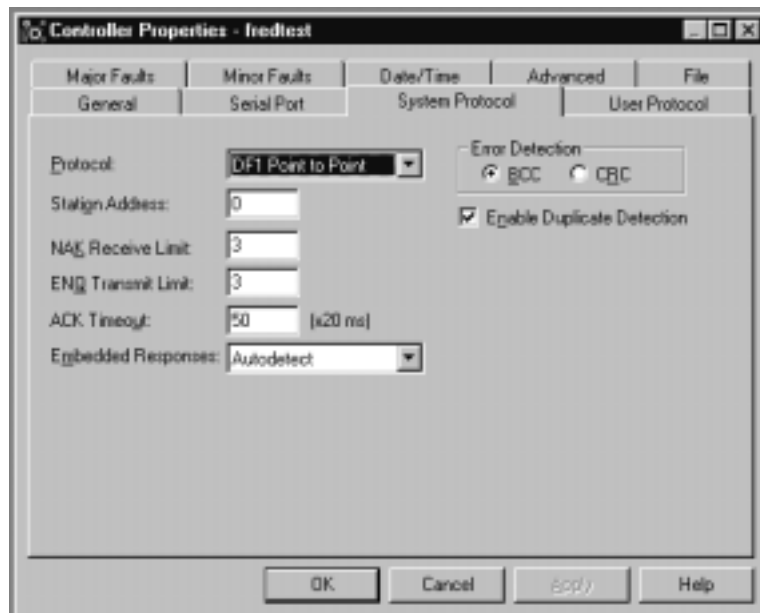 Controller Properties - fredtest
Major Faults
Minor Faults
Date/Time
Advanced
File
General
Serial Port
System Protocol
User Protocol
Protocol:
DF1 Point to Point
Station Address:
0
NAK Receive Limit:
3
ENQ Transmit Limit:
3
ACK Timeout:
50
(x20 ms)
Embedded Responses:
Autodetect
Error Detection
BCC
CRC
Enable Duplicate Detection
OK
Cancel
Apply
Help